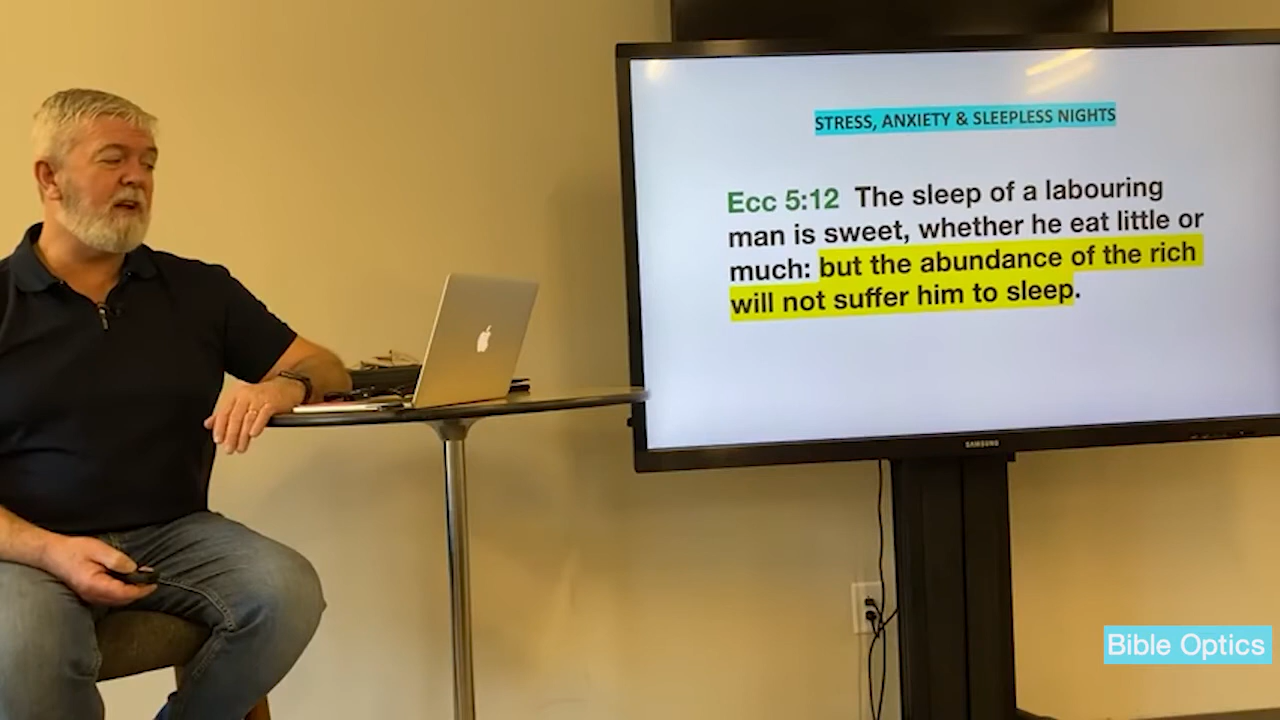 STRESS, ANXIETY & SLEEPLESS NIGHTS
Ecc 5:12 The sleep of a labouring
man is sweet, whether he eat little or
much: but the abundance of the rich
will not suffer him to sleep.
SAMSUNG
Bible Optics